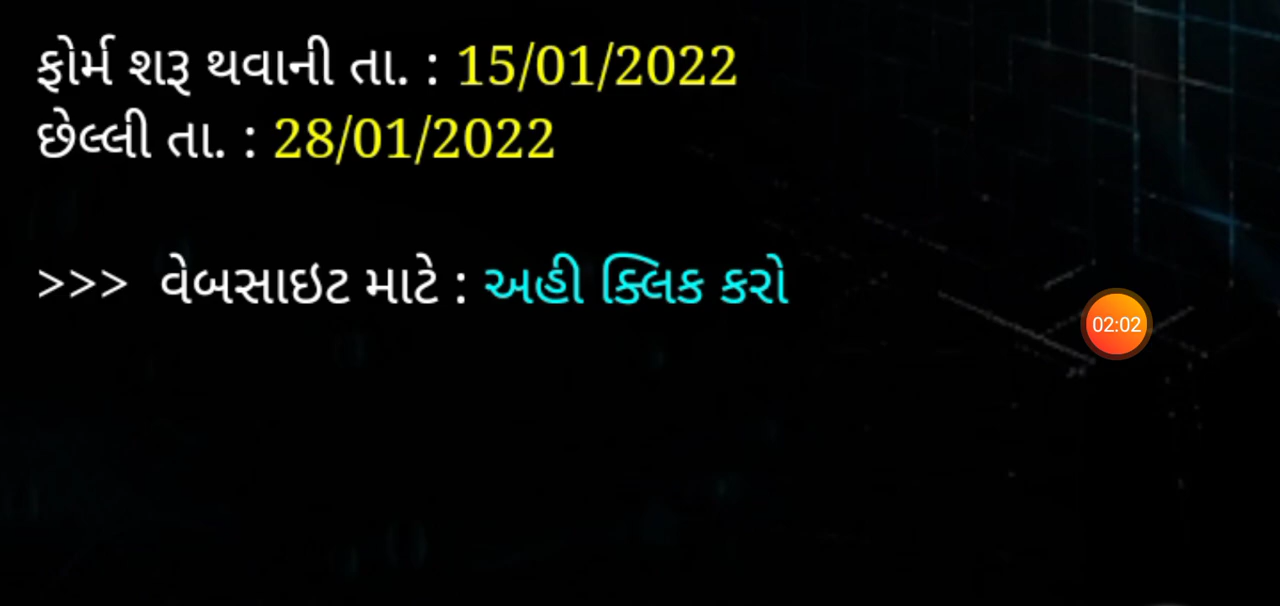 ફોર્મ શરૂ થવાની તા. : 15/01/2022
છેલ્લી તા. : 28/01/2022
>>> વેબસાઇટ માટે : અહી ક્લિક કરો
02:02